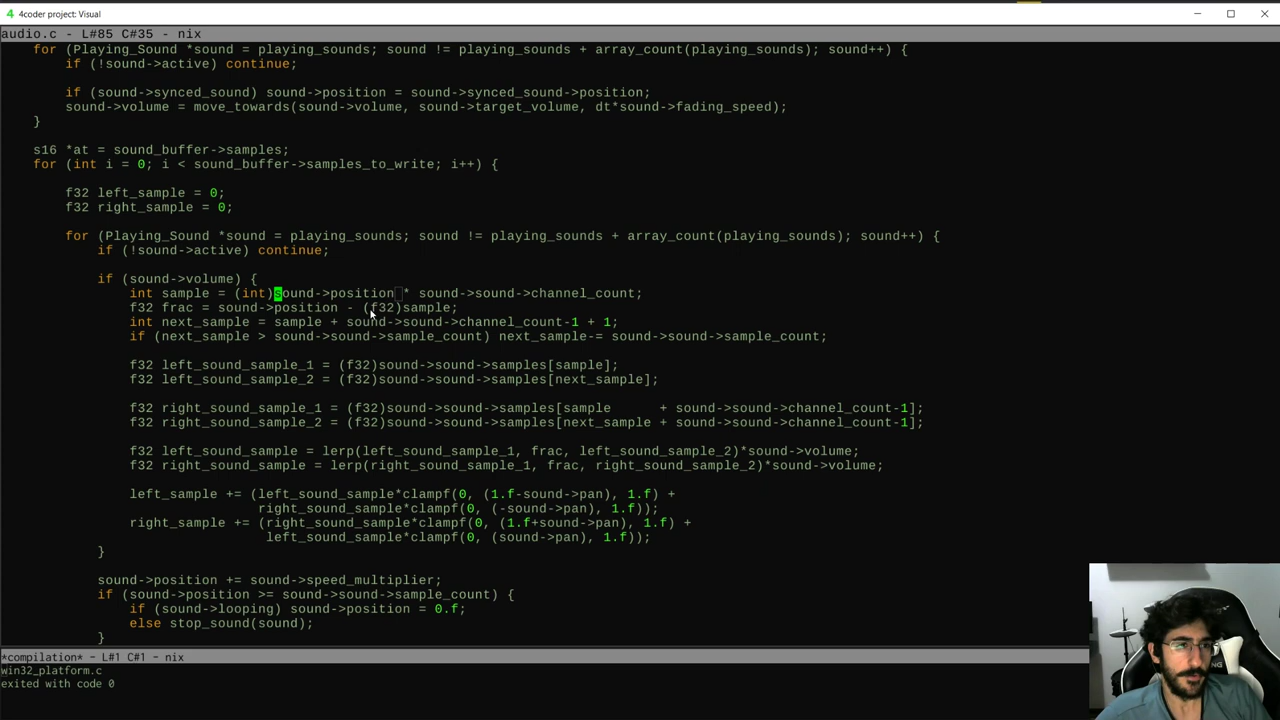 4 4coder project: Visual
audio.c - L#85 C#35 - nix
for (Playing_Sound *sound = playing_sounds; sound != playing_sounds + array_count(playing_sounds); sound++) {
if (!sound->active) continue;
if (sound->synced_sound) sound->position = sound->synced_sound->position;
sound->volume = move_towards(sound->volume, sound->target_volume, dt*sound->fading_speed);
}
s16 *at = sound_buffer->samples;
for (int i = 0; i < sound_buffer->samples_to_write; i++) {
f32 left_sample = 0;
f32 right_sample = 0;
for (Playing_Sound *sound = playing_sounds; sound != playing_sounds + array_count(playing_sounds); sound++) {
if (!sound->active) continue;
if (sound->volume) {
int sample = (int)sound->position * sound->sound->channel_count;
f32 frac = sound->position - (f32)sample;
int next_sample = sample + sound->sound->channel_count-1 + 1;
if (next_sample > sound->sound->sample_count) next_sample-= sound->sound->sample_count;
f32 left_sound_sample_1 = (f32)sound->sound->samples[sample];
f32 left_sound_sample_2 = (f32)sound->sound->samples[next_sample];
f32 right_sound_sample_1 = (f32)sound->sound->samples[sample + sound->sound->channel_count-1];
f32 right_sound_sample_2 = (f32)sound->sound->samples[next_sample + sound->sound->channel_count-1];
f32 left_sound_sample = lerp(left_sound_sample_1, frac, left_sound_sample_2)*sound->volume;
f32 right_sound_sample = lerp(right_sound_sample_1, frac, right_sound_sample_2)*sound->volume;
left_sample += (left_sound_sample*clampf(0, (1.f-sound->pan), 1.f) +
right_sound_sample*clampf(0, (-sound->pan), 1.f));
right_sample += (right_sound_sample*clampf(0, (1.f+sound->pan), 1.f) +
left_sound_sample*clampf(0, (sound->pan), 1.f));
}
sound->position += sound->speed_multiplier;
if (sound->position >= sound->sound->sample_count) {
if (sound->looping) sound->position = 0.f;
else stop_sound(sound);
}
*compilation* - L#1 C#1 - nix
win32_platform.c
exited with code 0